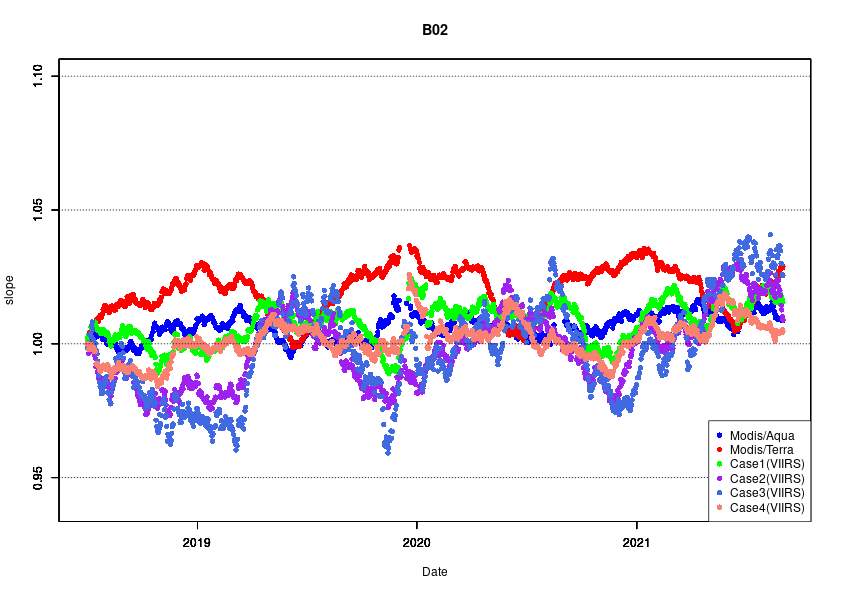 B02
1.10
1.05
1.00
0.95
slope
2019
2020
2021
Date
Modis/Aqua
Modis/Terra
Case1(VIIRS)
Case2(VIIRS)
Case3(VIIRS)
Case4(VIIRS)